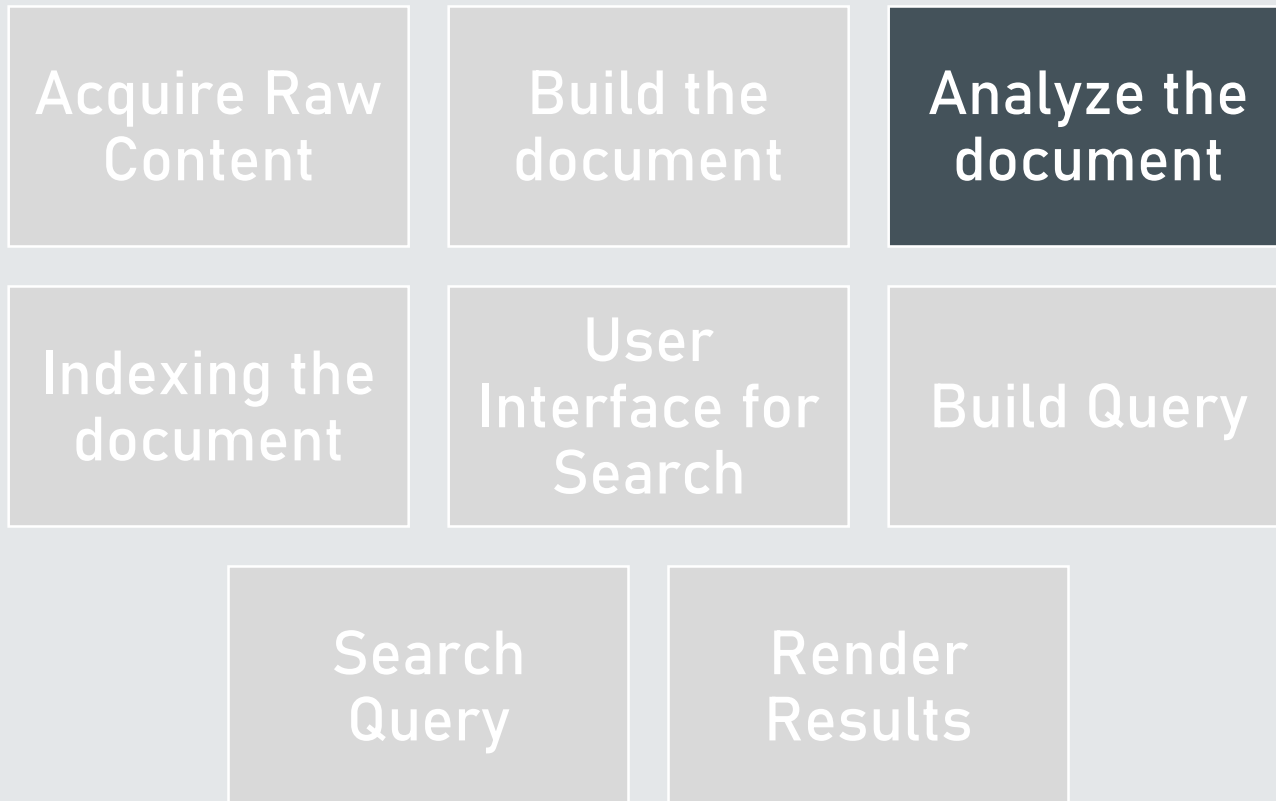 Acquire Raw
Content
Build the
document
Analyze the
document
Indexing the
document
User
Interface for
Search
Build Query
Search
Query
Render
Results